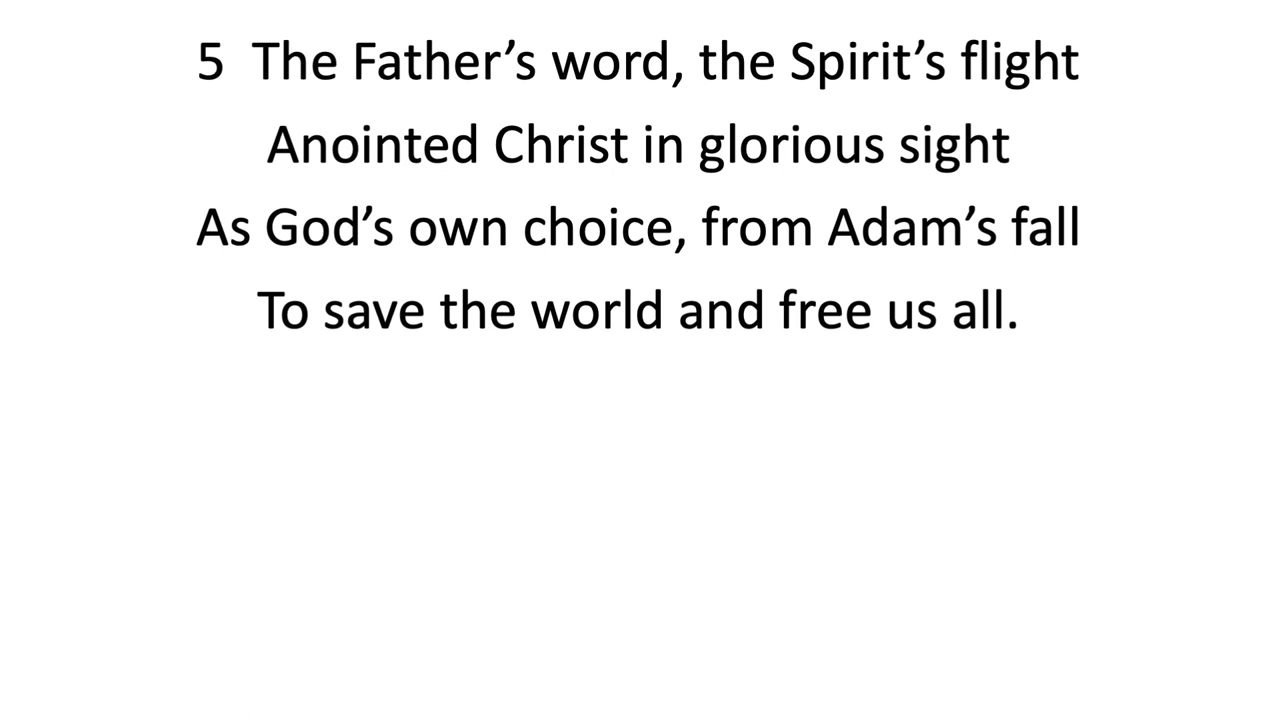 5 The Father’s word, the Spirit’s flight
Anointed Christ in glorious sight
As God’s own choice, from Adam’s fall
To save the world and free us all.